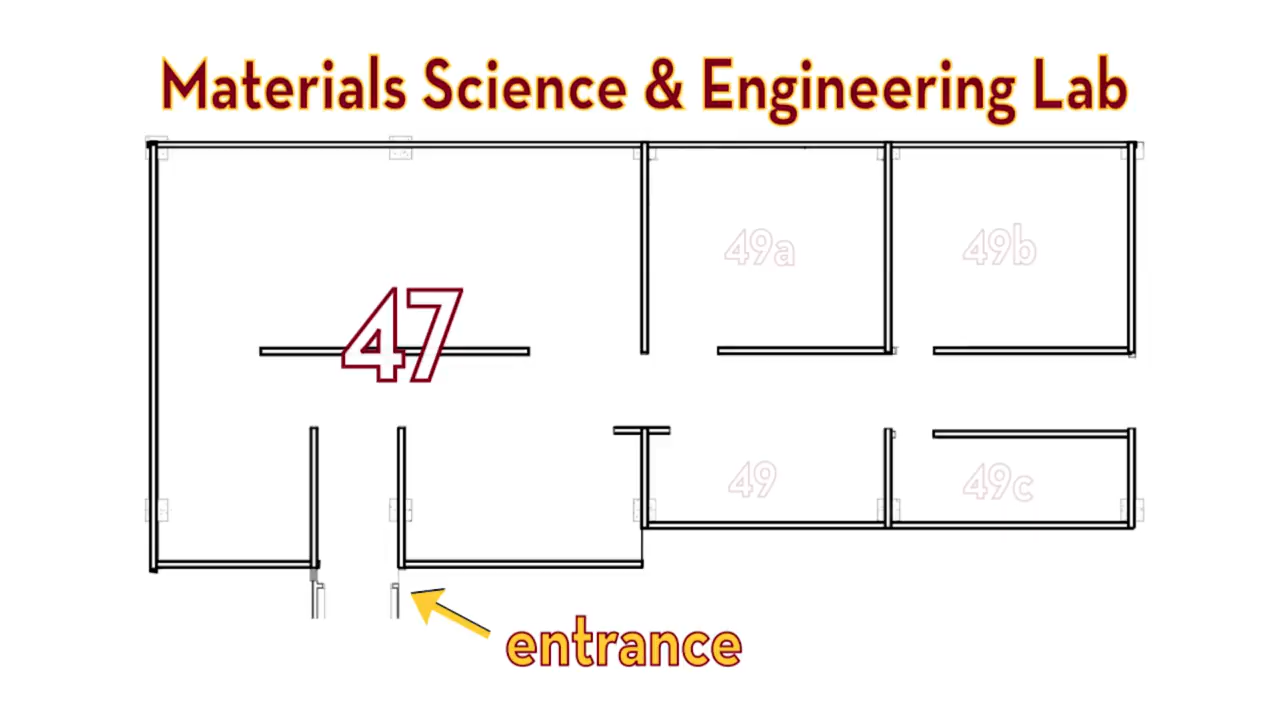 Materials Science & Engineering Lab
49a
49b
47
49
49c
entrance